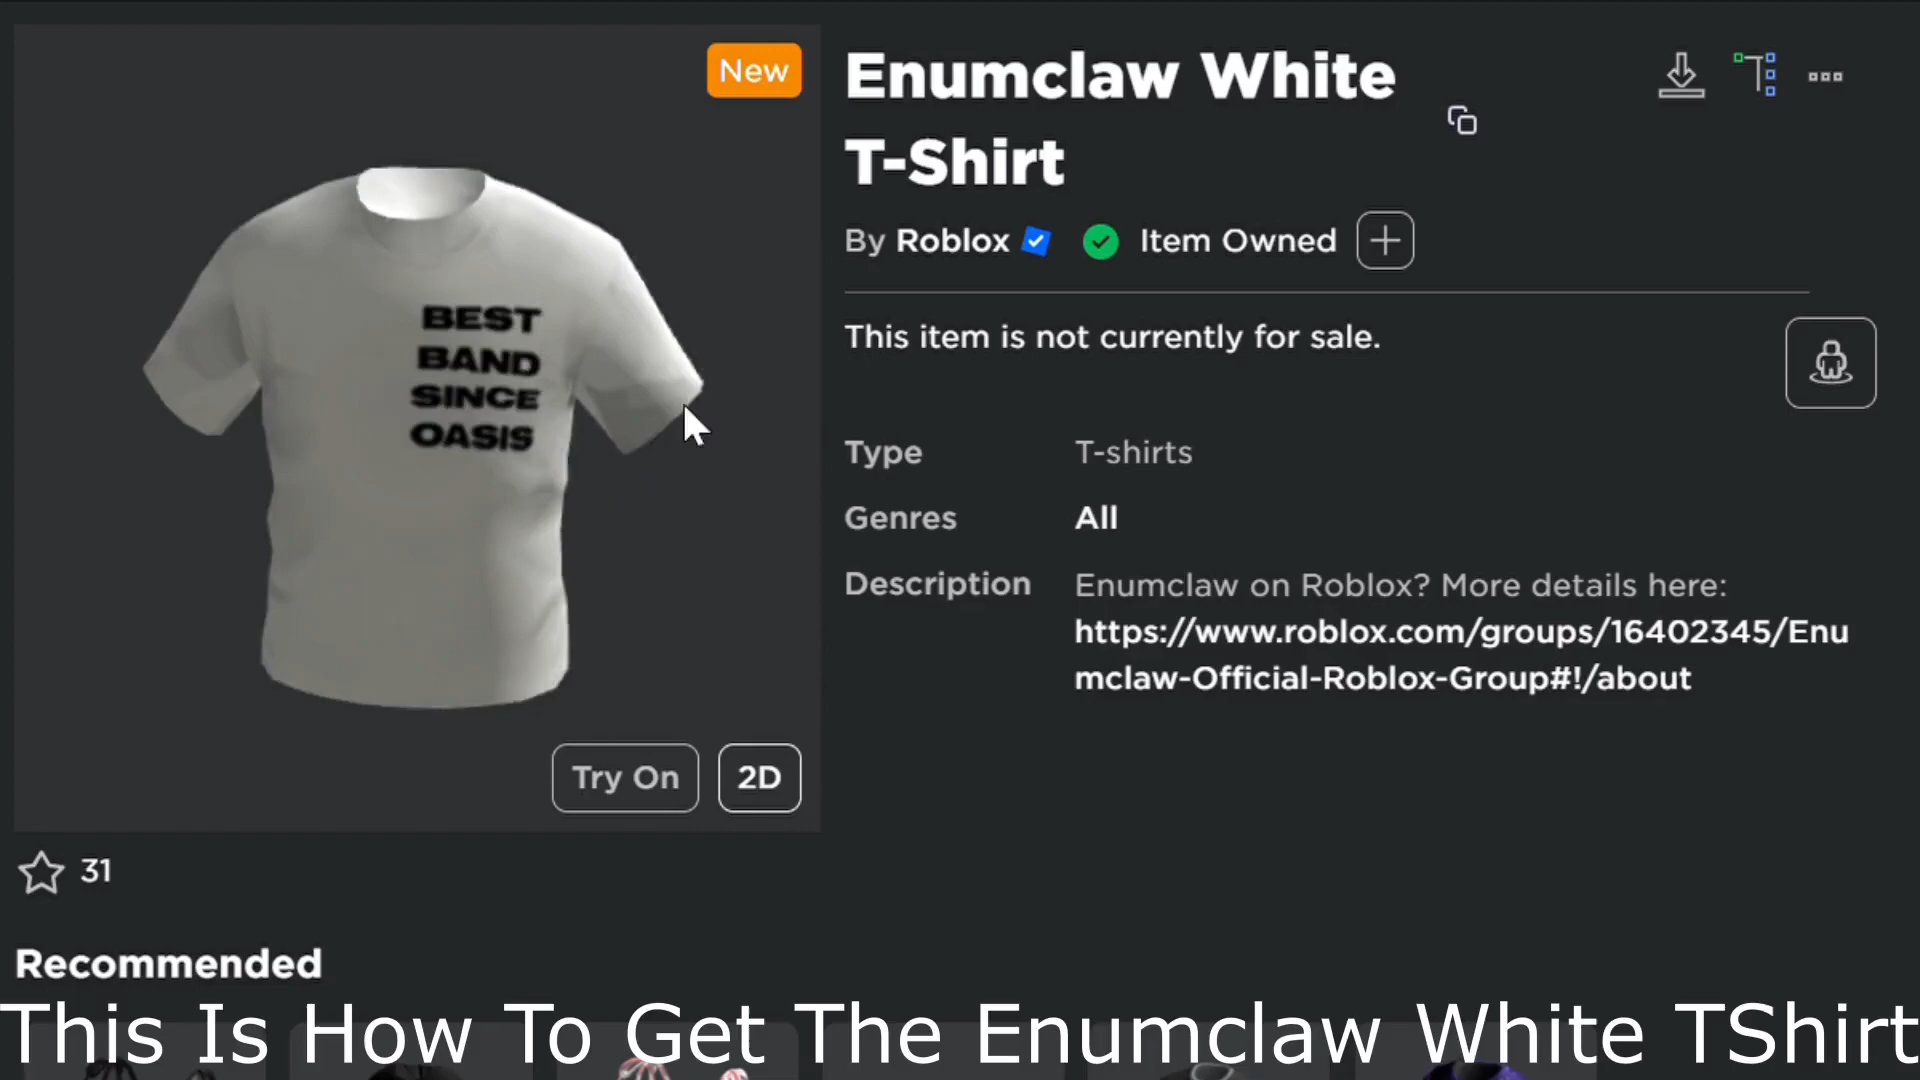 New
Enumclaw White
T-Shirt
By Roblox
Item Owned
This item is not currently for sale.
BEST
BAND
SINCE
OASIS
Type T-shirts
Genres All
Description Enumclaw on Roblox? More details here:
https://www.roblox.com/groups/16402345/Enu
mclaw-Official-Roblox-Group#!/about
Try On
2D
31
Recommended
This Is How To Get The Enumclaw White TShirt